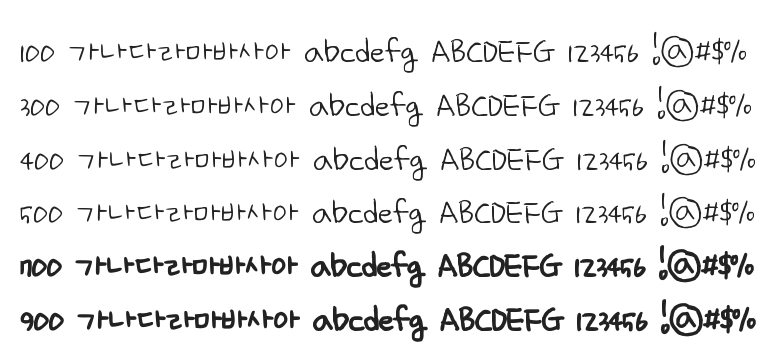 100 가나다라마바사아 abcdefg ABCDEFG 123456 !@#$%
300 가나다라마바사아 abcdefg ABCDEFG 123456 !@#$%
400 가나다라마바사아 abcdefg ABCDEFG 123456 !@#$%
500 가나다라마바사아 abcdefg ABCDEFG 123456 !@#$%
700 가나다라마바사아 abcdefg ABCDEFG 123456 !@#$%
900 가나다라마바사아 abcdefg ABCDEFG 123456 !@#$%